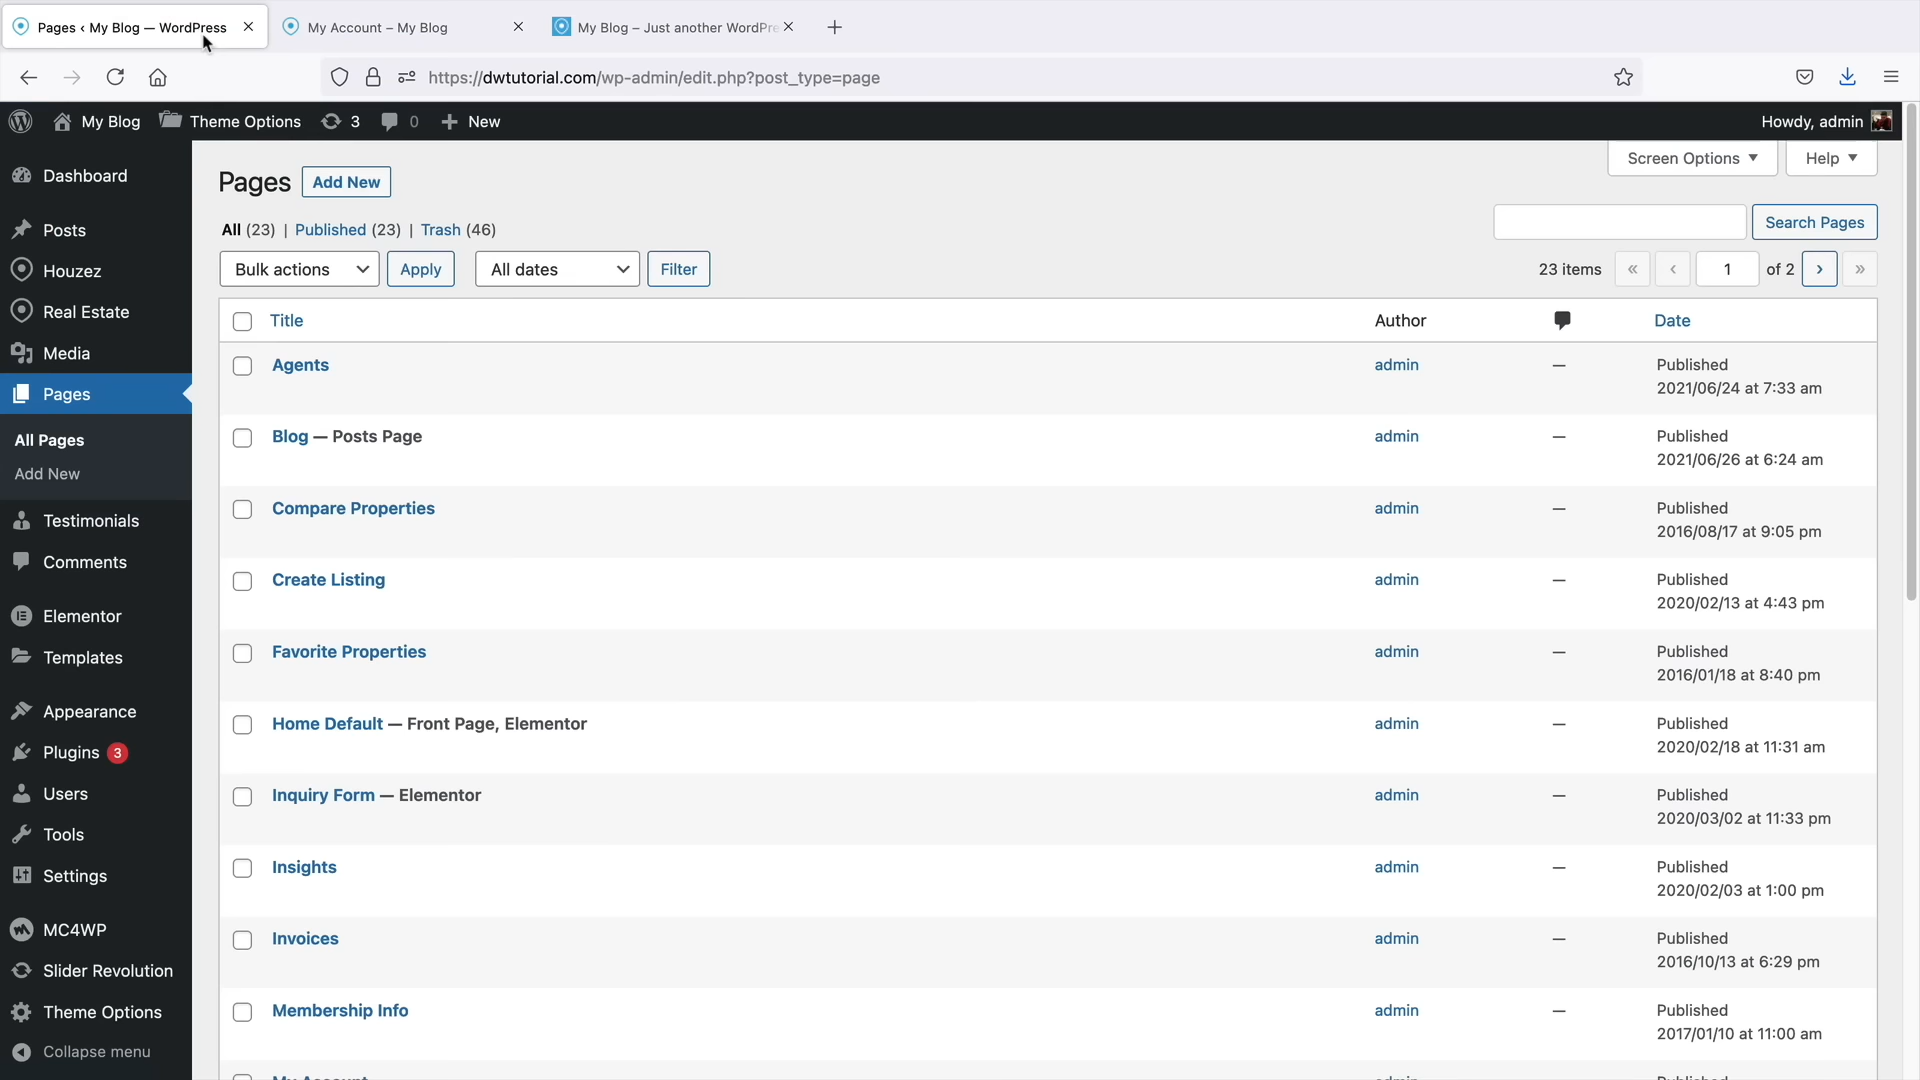 Pages ‹ My Blog — WordPress
My Account – My Blog
My Blog – Just another WordPre
https://dwtutorial.com/wp-admin/edit.php?post_type=page
My Blog
Theme Options
3
0
New
Howdy, admin
Dashboard
Posts
Houzez
Real Estate
Media
Pages
All Pages
Add New
Testimonials
Comments
Elementor
Templates
Appearance
Plugins 3
Users
Tools
Settings
MC4WP
Slider Revolution
Theme Options
Collapse menu
Screen Options
Help
Pages
Add New
All (23) | Published (23) | Trash (46)
Search Pages
Bulk actions
Apply
All dates
Filter
23 items « ‹ 1 of 2 › »
Title Author Date
Agents admin — Published
2021/06/24 at 7:33 am
Blog — Posts Page admin — Published
2021/06/26 at 6:24 am
Compare Properties admin — Published
2016/08/17 at 9:05 pm
Create Listing admin — Published
2020/02/13 at 4:43 pm
Favorite Properties admin — Published
2016/01/18 at 8:40 pm
Home Default — Front Page, Elementor admin — Published
2020/02/18 at 11:31 am
Inquiry Form — Elementor admin — Published
2020/03/02 at 11:33 pm
Insights admin — Published
2020/02/03 at 1:00 pm
Invoices admin — Published
2016/10/13 at 6:29 pm
Membership Info admin — Published
2017/01/10 at 11:00 am
My Account admin Published